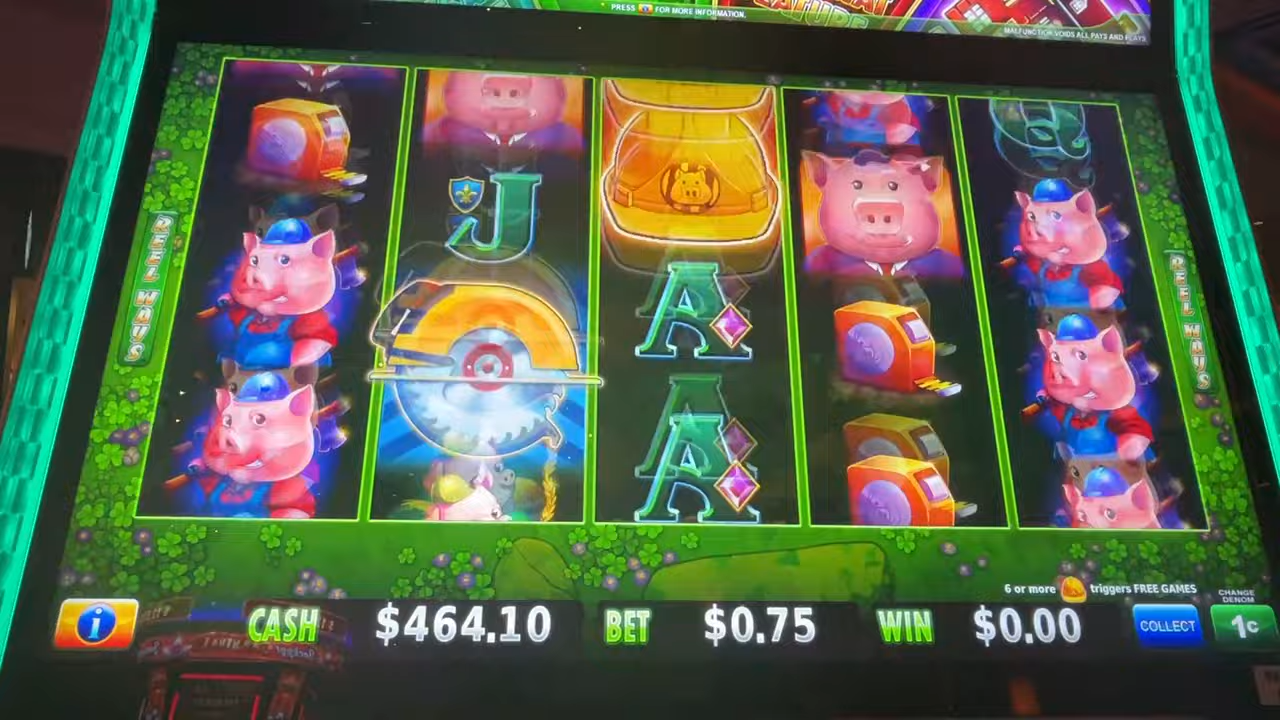 PRESS FOR MORE INFORMATION.
FEATURE
MALFUNCTION VOIDS ALL PAYS AND PLAYS
REEL WAYS
J
A
A
Q
REEL WAYS
6 or more triggers FREE GAMES
CHANGE DENOM
i
CASH $464.10 BET $0.75 WIN $0.00
COLLECT
1¢